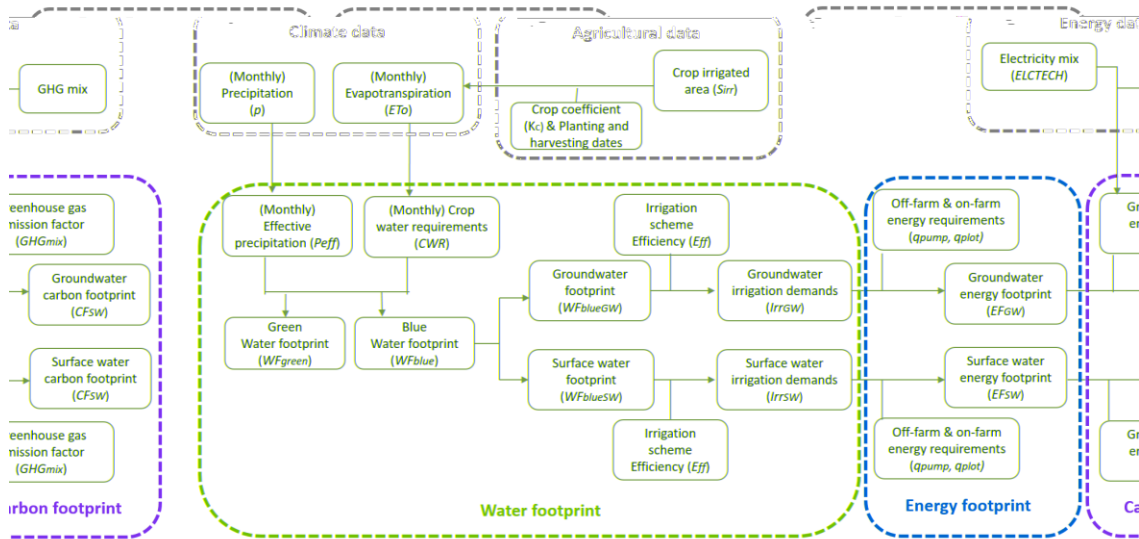 Climate data
Agricultural data
Energy dat
GHG mix
(Monthly)
Precipitation
(p)
(Monthly)
Evapotranspiration
(ETo)
Crop coefficient
(Kc) & Planting and
harvesting dates
Crop irrigated
area (Sirr)
Electricity mix
(ELCTECH)
reenhouse gas
mission factor
(GHGmix)
Groundwater
carbon footprint
(CFSW)
Surface water
carbon footprint
(CFSW)
reenhouse gas
mission factor
(GHGmix)
arbon footprint
(Monthly)
Effective
precipitation (Peff)
(Monthly) Crop
water requirements
(CWR)
Green
Water footprint
(WFgreen)
Blue
Water footprint
(WFblue)
Irrigation
scheme
Efficiency (Eff)
Groundwater
footprint
(WFblueGW)
Groundwater
irrigation demands
(IrrGW)
Surface water
footprint
(WFblueSW)
Surface water
irrigation demands
(IrrSW)
Irrigation
scheme
Efficiency (Eff)
Water footprint
Off-farm & on-farm
energy requirements
(qpump, qplot)
Groundwater
energy footprint
(EFGW)
Surface water
energy footprint
(EFSW)
Off-farm & on-farm
energy requirements
(qpump, qplot)
Energy footprint
Gr
en
Gr
en
Ca